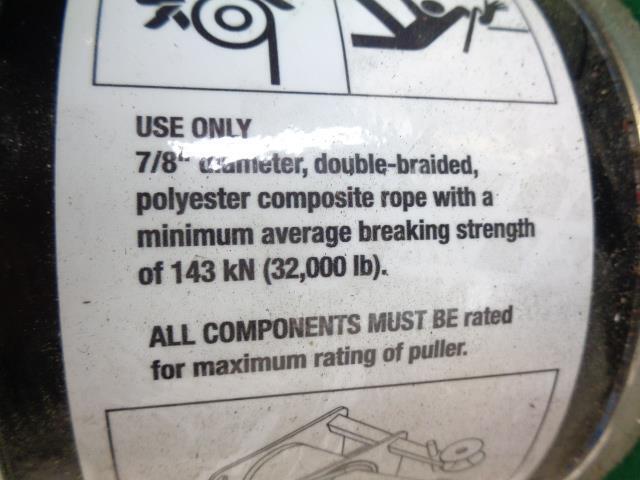 USE ONLY
7/8" diameter, double-braided,
polyester composite rope with a
minimum average breaking strength
of 143 kN (32,000 lb).
ALL COMPONENTS MUST BE rated
for maximum rating of puller.